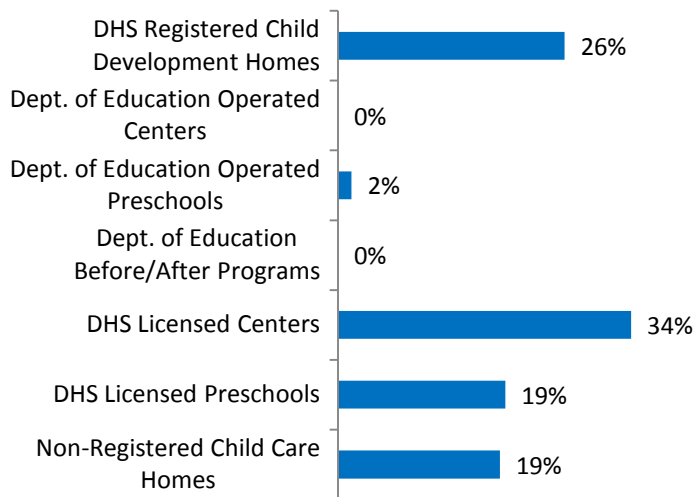 DHS Registered Child
Development Homes
26%
Dept. of Education Operated
Centers
0%
Dept. of Education Operated
Preschools
2%
Dept. of Education
Before/After Programs
0%
DHS Licensed Centers
34%
DHS Licensed Preschools
19%
Non-Registered Child Care
Homes
19%